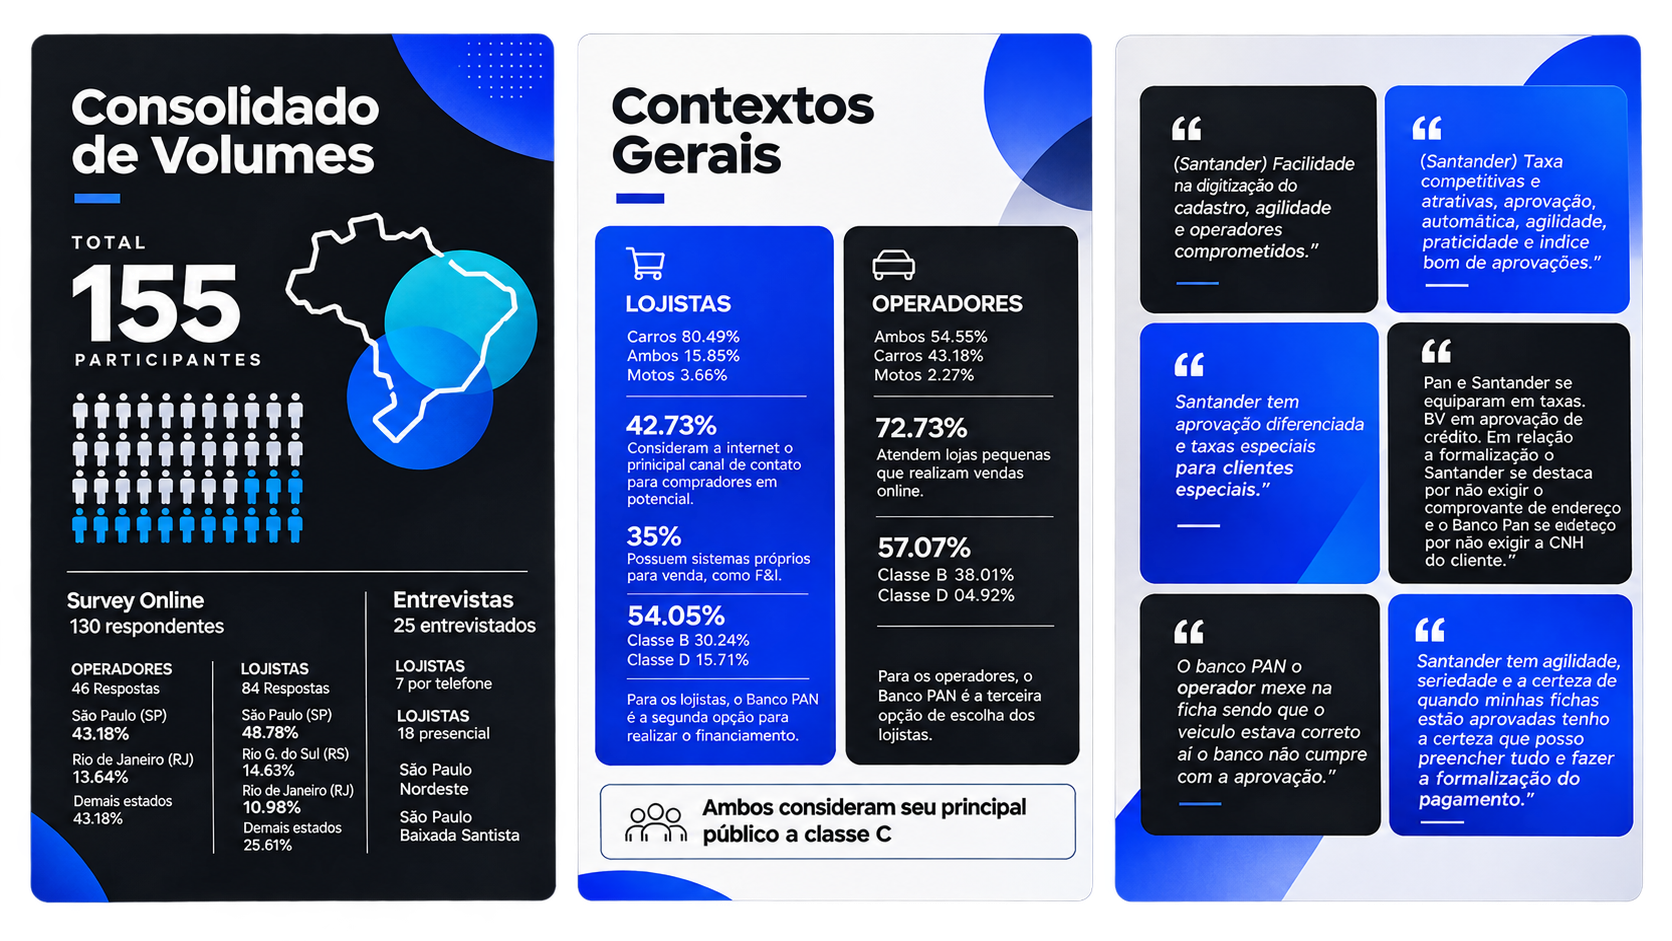 Consolidado
de Volumes
TOTAL
155
PARTICIPANTES
Survey Online
130 respondentes
OPERADORES
46 Respostas
São Paulo (SP)
43.18%
Rio de Janeiro (RJ)
13.64%
Demais estados
43.18%
LOJISTAS
84 Respostas
São Paulo (SP)
48.78%
Rio G. do Sul (RS)
14.63%
Rio de Janeiro (RJ)
10.98%
Demais estados
25.61%
Entrevistas
25 entrevistados
LOJISTAS
7 por telefone
LOJISTAS
18 presencial
São Paulo
Nordeste
São Paulo
Baixada Santista
Contextos
Gerais
LOJISTAS
Carros 80.49%
Ambos 15.85%
Motos 3.66%
42.73%
Consideram a internet o
prinicipal canal de contato
para compradores em
potencial.
35%
Possuem sistemas próprios
para venda, como F&I.
54.05%
Classe B 30.24%
Classe D 15.71%
Para os lojistas, o Banco PAN
é a segunda opção para
realizar o financiamento.
OPERADORES
Ambos 54.55%
Carros 43.18%
Motos 2.27%
72.73%
Atendem lojas pequenas
que realizam vendas
online.
57.07%
Classe B 38.01%
Classe D 04.92%
Para os operadores, o
Banco PAN é a terceira
opção de escolha dos
lojistas.
Ambos consideram seu principal
público a classe C
“
(Santander) Facilidade
na digitização do
cadastro, agilidade
e operadores
comprometidos.”
“
(Santander) Taxa
competitivas e
atrativas, aprovação,
automática, agilidade,
praticidade e indice
bom de aprovações.”
“
Santander tem
aprovação diferenciada
e taxas especiais
para clientes
especiais.”
“
Pan e Santander se
equiparam em taxas.
BV em aprovação de
crédito. Em relação
a formalização o
Santander se destaca
por não exigir o
comprovante de endereço
e o Banco Pan se eideteço
por não exigir a CNH
do cliente.”
“
O banco PAN o
operador mexe na
ficha sendo que o
veiculo estava correto
aí o banco não cumpre
com a aprovação.”
“
Santander tem agilidade,
seriedade e a certeza de
quando minhas fichas
estão aprovadas tenho
a certeza que posso
preencher tudo e fazer
a formalização do
pagamento.”